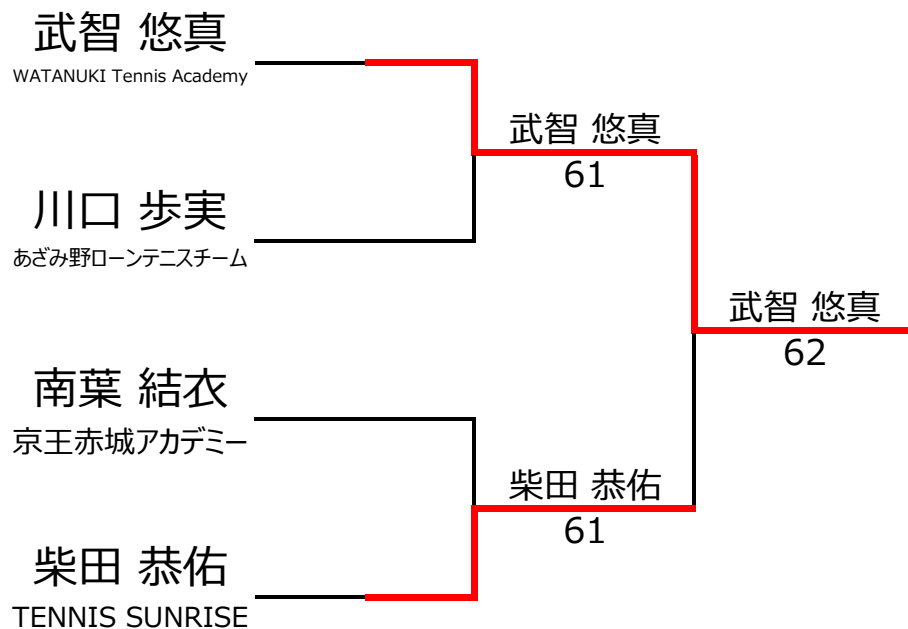 武智 悠真
WATANUKI Tennis Academy
川口 歩実
あざみ野ローンテニスチーム
南葉 結衣
京王赤城アカデミー
柴田 恭佑
TENNIS SUNRISE
武智 悠真
61
柴田 恭佑
61
武智 悠真
62